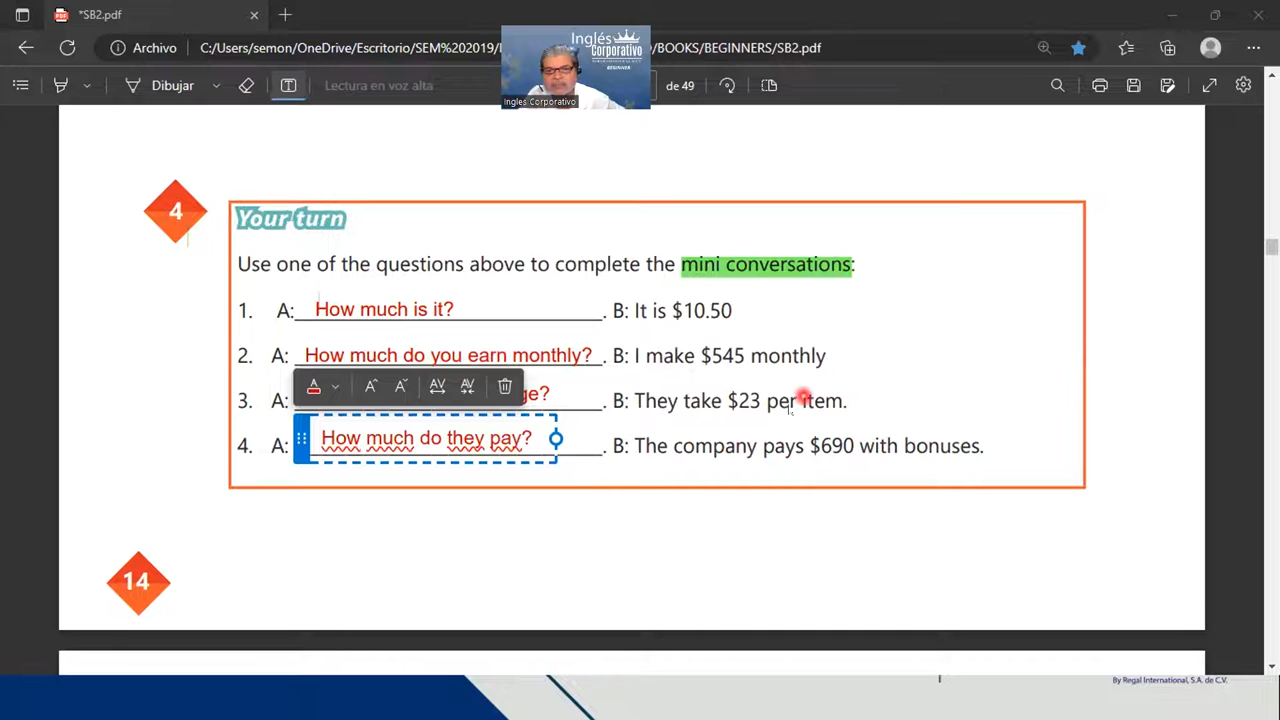 *SB2.pdf
Archivo C:/Users/semon/OneDrive/Escritorio/SEM%202019/ O/BOOKS/BEGINNERS/SB2.pdf
Dibujar Lectura en voz alta de 49
Inglés
Corporativo
BEGINNER
Ingles Corporativo
4
Your turn
Use one of the questions above to complete the mini conversations:
1. A: How much is it? . B: It is $10.50
2. A: How much do you earn monthly? . B: I make $545 monthly
3. A: ge? . B: They take $23 per item.
4. A: How much do they pay? . B: The company pays $690 with bonuses.
14
By Regal International, S.A. de C.V.